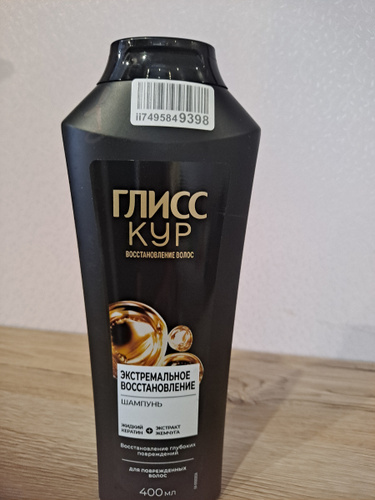 ii7495849398
ГЛИСС
КУР
ВОССТАНОВЛЕНИЕ ВОЛОС
ЭКСТРЕМАЛЬНОЕ
ВОССТАНОВЛЕНИЕ
ШАМПУНЬ
ЖИДКИЙ КЕРАТИН + ЭКСТРАКТ ЖЕМЧУГА
Восстановление глубоких
повреждений
для поврежденных
волос
400 мл